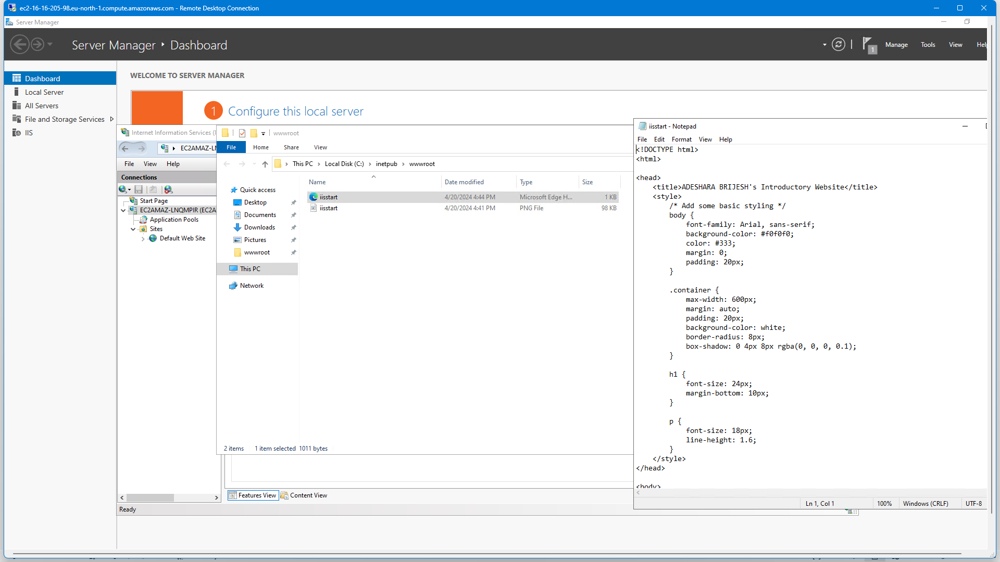 ec2-16-16-205-98.eu-north-1.compute.amazonaws.com - Remote Desktop Connection
Server Manager
Server Manager ‣ Dashboard
1
Manage
Tools
View
Help
Dashboard
Local Server
All Servers
File and Storage Services
IIS
WELCOME TO SERVER MANAGER
1
Configure this local server
Internet Information Services (I
EC2AMAZ-LN
File View Help
Connections
Start Page
EC2AMAZ-LNQMPIR (EC2A
Application Pools
Sites
Default Web Site
Features View
Content View
Ready
wwwroot
File Home Share View
This PC › Local Disk (C:) › inetpub › wwwroot
Quick access
Desktop
Documents
Downloads
Pictures
wwwroot
This PC
Network
Name Date modified Type Size
iisstart 4/20/2024 4:44 PM Microsoft Edge H... 1 KB
iisstart 4/20/2024 4:41 PM PNG File 98 KB
2 items 1 item selected 1011 bytes
iisstart - Notepad
File Edit Format View Help
<!DOCTYPE html>
<html>
<head>
<title>ADESHARA BRIJESH's Introductory Website</title>
<style>
/* Add some basic styling */
body {
font-family: Arial, sans-serif;
background-color: #f0f0f0;
color: #333;
margin: 0;
padding: 20px;
}
.container {
max-width: 600px;
margin: auto;
padding: 20px;
background-color: white;
border-radius: 8px;
box-shadow: 0 4px 8px rgba(0, 0, 0, 0.1);
}
h1 {
font-size: 24px;
margin-bottom: 10px;
}
p {
font-size: 18px;
line-height: 1.6;
}
</style>
</head>
<body>
Ln 1, Col 1 100% Windows (CRLF) UTF-8